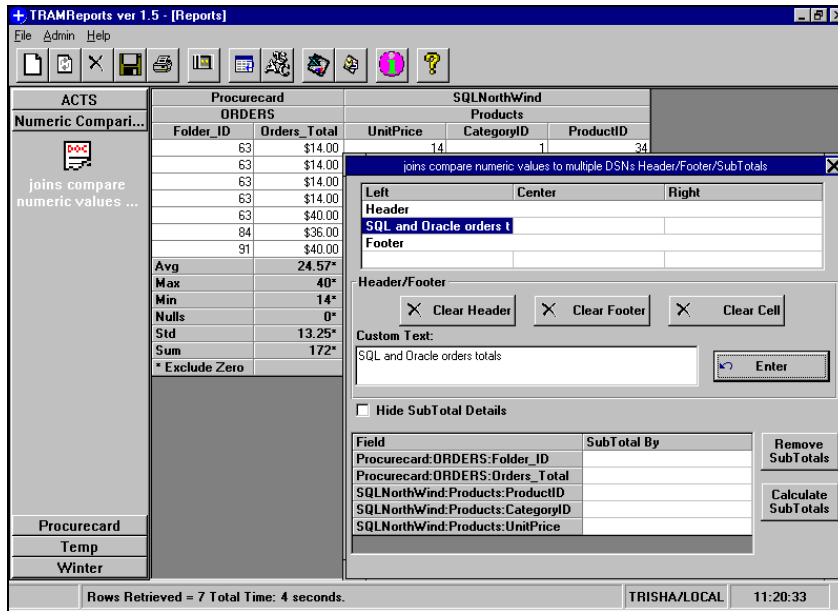 TRAMReports ver 1.5 - [Reports]
File Admin Help
ACTS
Numeric Compari...
DOC
joins compare
numeric values ...
Procurecard
Temp
Winter
Procurecard SQLNorthWind
ORDERS Products
Folder_ID Orders_Total UnitPrice CategoryID ProductID
63 $14.00 14 1 34
63 $14.00
63 $14.00
63 $14.00
63 $40.00
84 $36.00
91 $40.00
Avg 24.57*
Max 40*
Min 14*
Nulls 0*
Std 13.25*
Sum 172*
* Exclude Zero
joins compare numeric values to multiple DSNs Header/Footer/SubTotals
Left Center Right
Header
SQL and Oracle orders t
Footer
Header/Footer
Clear Header Clear Footer Clear Cell
Custom Text:
SQL and Oracle orders totals
Enter
Hide SubTotal Details
Field SubTotal By
Procurecard:ORDERS:Folder_ID
Procurecard:ORDERS:Orders_Total
SQLNorthWind:Products:ProductID
SQLNorthWind:Products:CategoryID
SQLNorthWind:Products:UnitPrice
Remove
SubTotals
Calculate
SubTotals
Rows Retrieved = 7 Total Time: 4 seconds. TRISHA/LOCAL 11:20:33